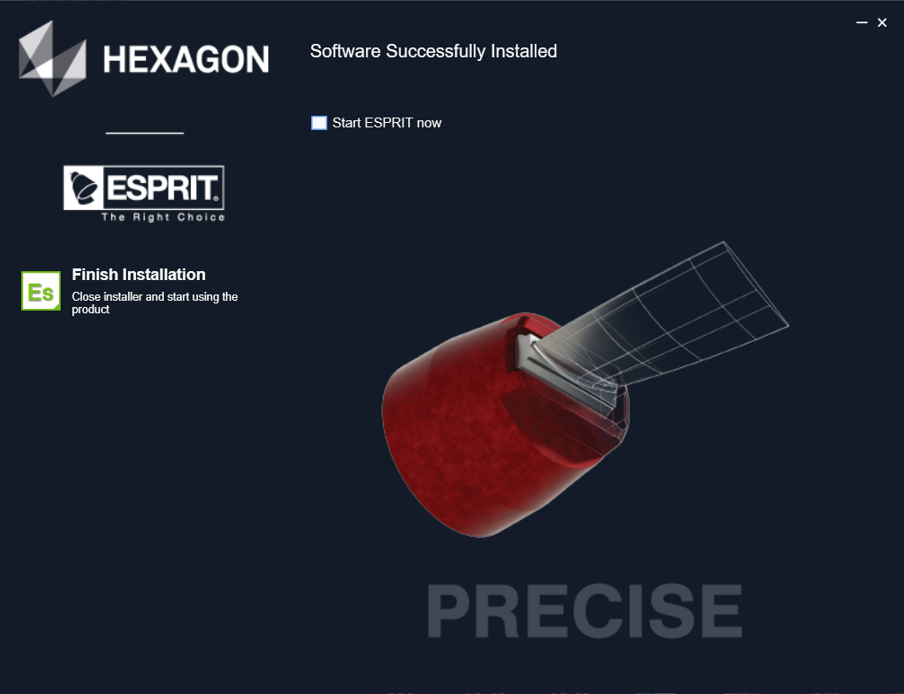 HEXAGON
Software Successfully Installed
Start ESPRIT now
ESPRIT®
The Right Choice
Es
Finish Installation
Close installer and start using the
product
PRECISE